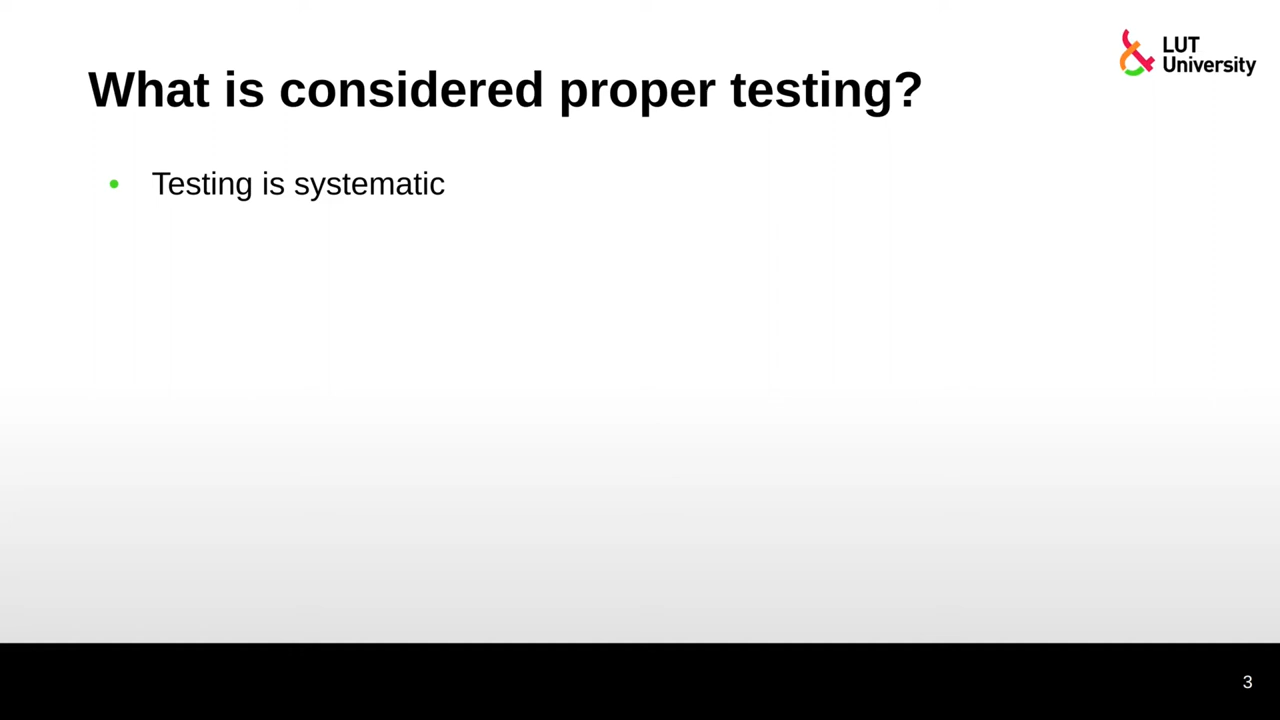 LUT
University
What is considered proper testing?
• Testing is systematic
3